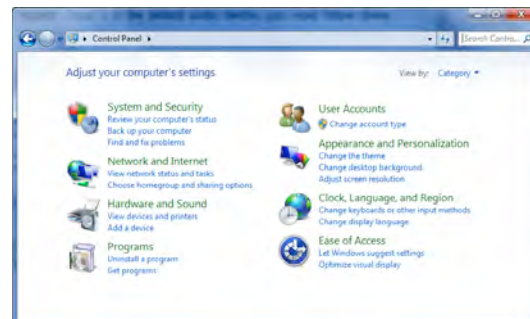 Control Panel
Search Contro...
Adjust your computer's settings
View by: Category
System and Security
Review your computer's status
Back up your computer
Find and fix problems
Network and Internet
View network status and tasks
Choose homegroup and sharing options
Hardware and Sound
View devices and printers
Add a device
Programs
Uninstall a program
Get programs
User Accounts
Change account type
Appearance and Personalization
Change the theme
Change desktop background
Adjust screen resolution
Clock, Language, and Region
Change keyboards or other input methods
Change display language
Ease of Access
Let Windows suggest settings
Optimize visual display